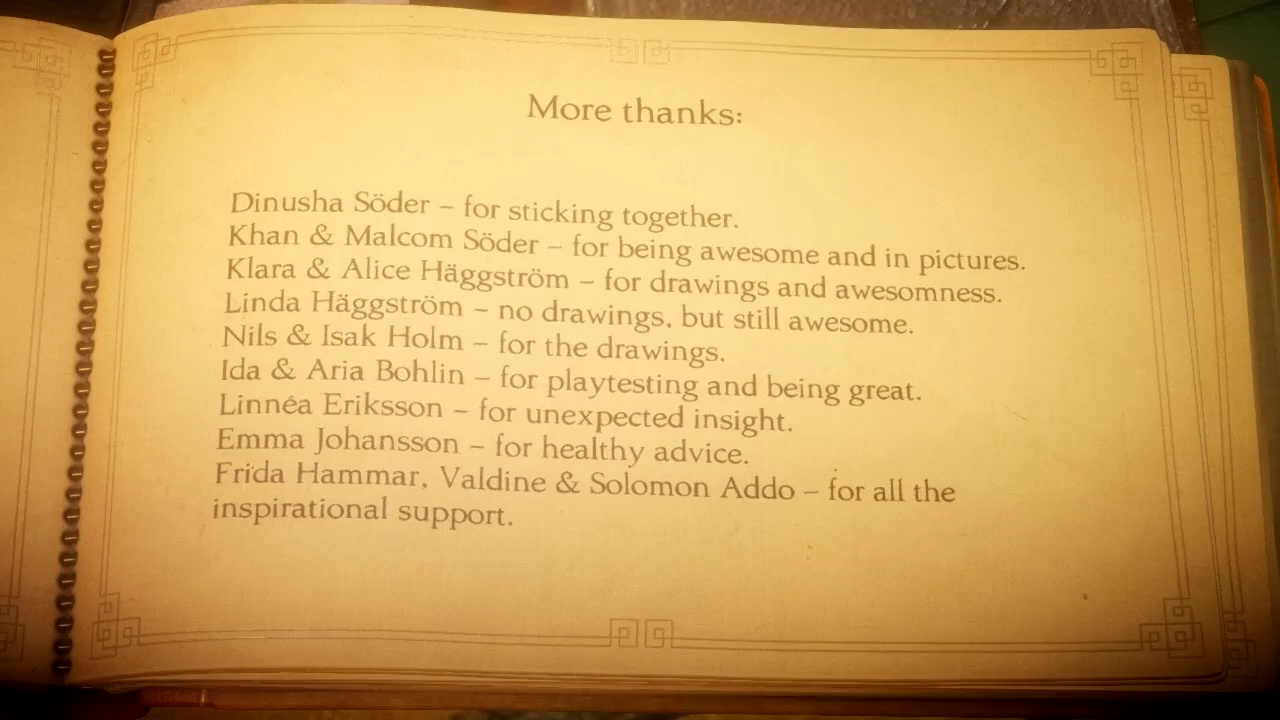 More thanks:
Dinusha Söder – for sticking together.
Khan & Malcom Söder – for being awesome and in pictures.
Klara & Alice Häggström – for drawings and awesomness.
Linda Häggström – no drawings, but still awesome.
Nils & Isak Holm – for the drawings.
Ida & Aria Bohlin – for playtesting and being great.
Linnéa Eriksson – for unexpected insight.
Emma Johansson – for healthy advice.
Frida Hammar, Valdine & Solomon Addo – for all the
inspirational support.